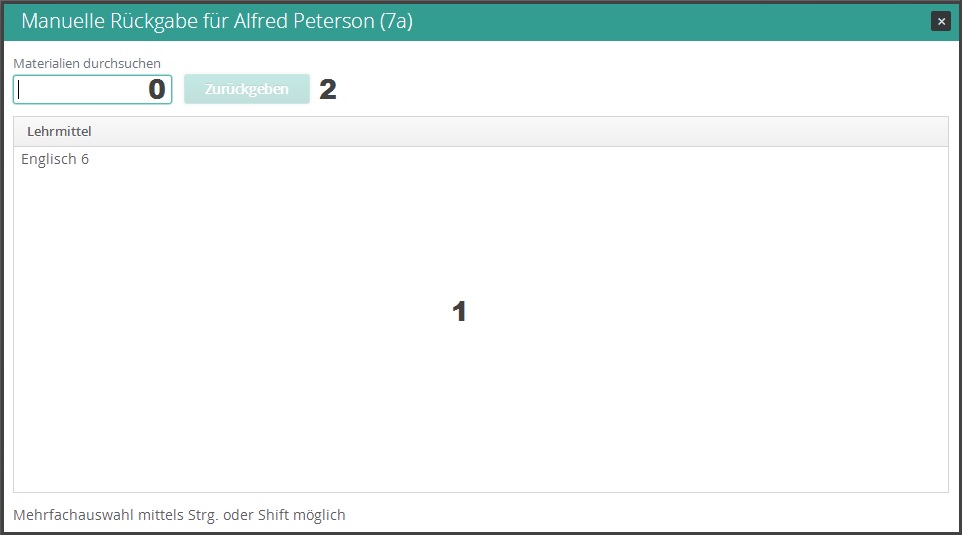 Manuelle Rückgabe für Alfred Peterson (7a)
Materialien durchsuchen
0 Zurückgeben 2
Lehrmittel
Englisch 6
1
Mehrfachauswahl mittels Strg. oder Shift möglich